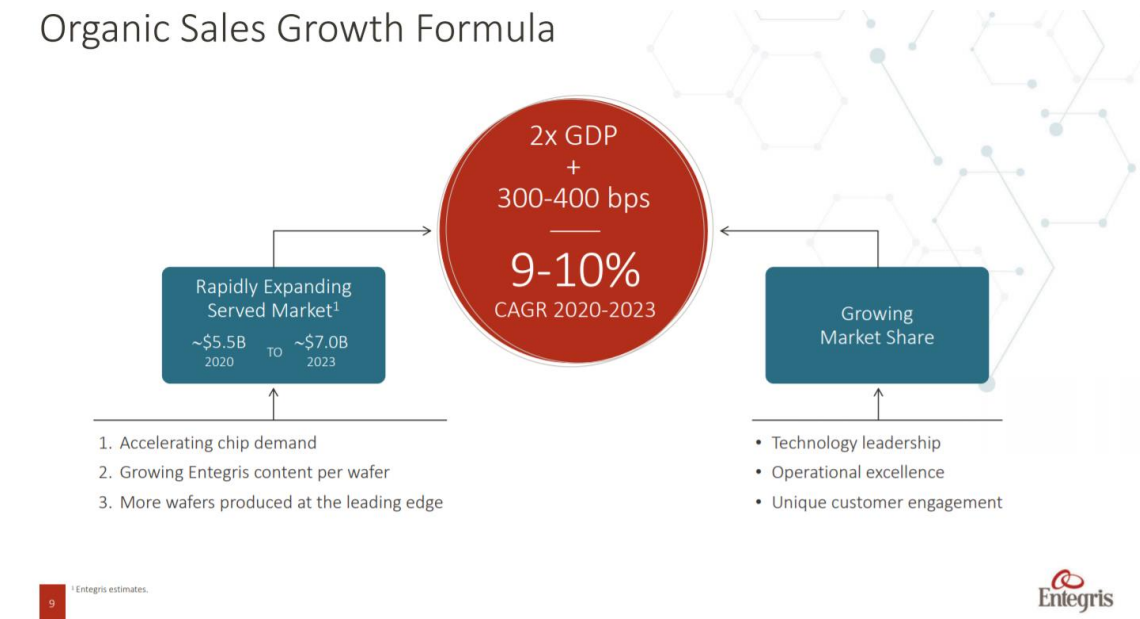 Organic Sales Growth Formula
2x GDP
+
300-400 bps
9-10%
CAGR 2020-2023
Rapidly Expanding
Served Market¹
~$5.5B TO ~$7.0B
2020 2023
Growing
Market Share
1. Accelerating chip demand
2. Growing Entegris content per wafer
3. More wafers produced at the leading edge
• Technology leadership
• Operational excellence
• Unique customer engagement
¹ Entegris estimates.
9
Entegris